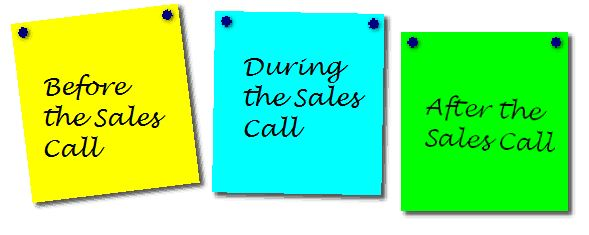 Before
the Sales
Call
During
the Sales
Call
After the
Sales Call